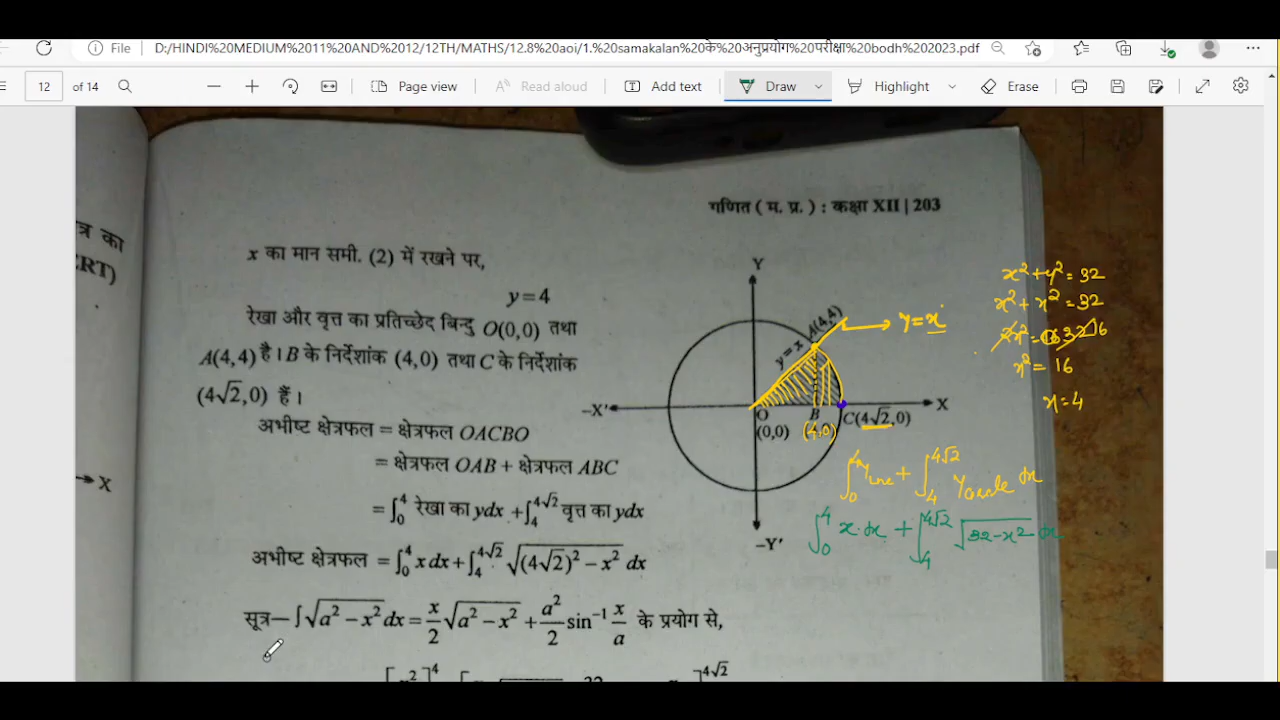 File D:/HINDI%20MEDIUM%2011%20AND%2012/12TH/MATHS/12.8%20aoi/1.%20samakalan%20के%20अनुप्रयोग%20परीक्षा%20bodh%202023.pdf
12 of 14 Page view Read aloud Add text Draw Highlight Erase
गणित ( म. प्र. ) : कक्षा XII | 203
त्र का
ERT)
X
x का मान समी. (2) में रखने पर,
y = 4
रेखा और वृत्त का प्रतिच्छेद बिन्दु O(0,0) तथा
A(4,4) है। B के निर्देशांक (4,0) तथा C के निर्देशांक
(4√2,0) हैं।
अभीष्ट क्षेत्रफल = क्षेत्रफल OACBO
= क्षेत्रफल OAB + क्षेत्रफल ABC
= ∫₀⁴ रेखा का ydx + ∫₄^{4√2} वृत्त का ydx
अभीष्ट क्षेत्रफल = ∫₀⁴ x dx + ∫₄^{4√2} √((4√2)² − x²) dx
सूत्र– ∫√(a² − x²) dx = x/2 √(a² − x²) + a²/2 sin⁻¹ x/a के प्रयोग से,
Y
A(4,4)
y = x
y = x
–X′ O B C(4√2,0) X
(0,0) (4,0)
–Y′
x² + y² = 32
x² + x² = 32
x² = 16
x = 4
∫₀⁴ y line + ∫₄^{4√2} y circle dx
∫₀⁴ x·dx + ∫₄^{4√2} √(32−x²) dx